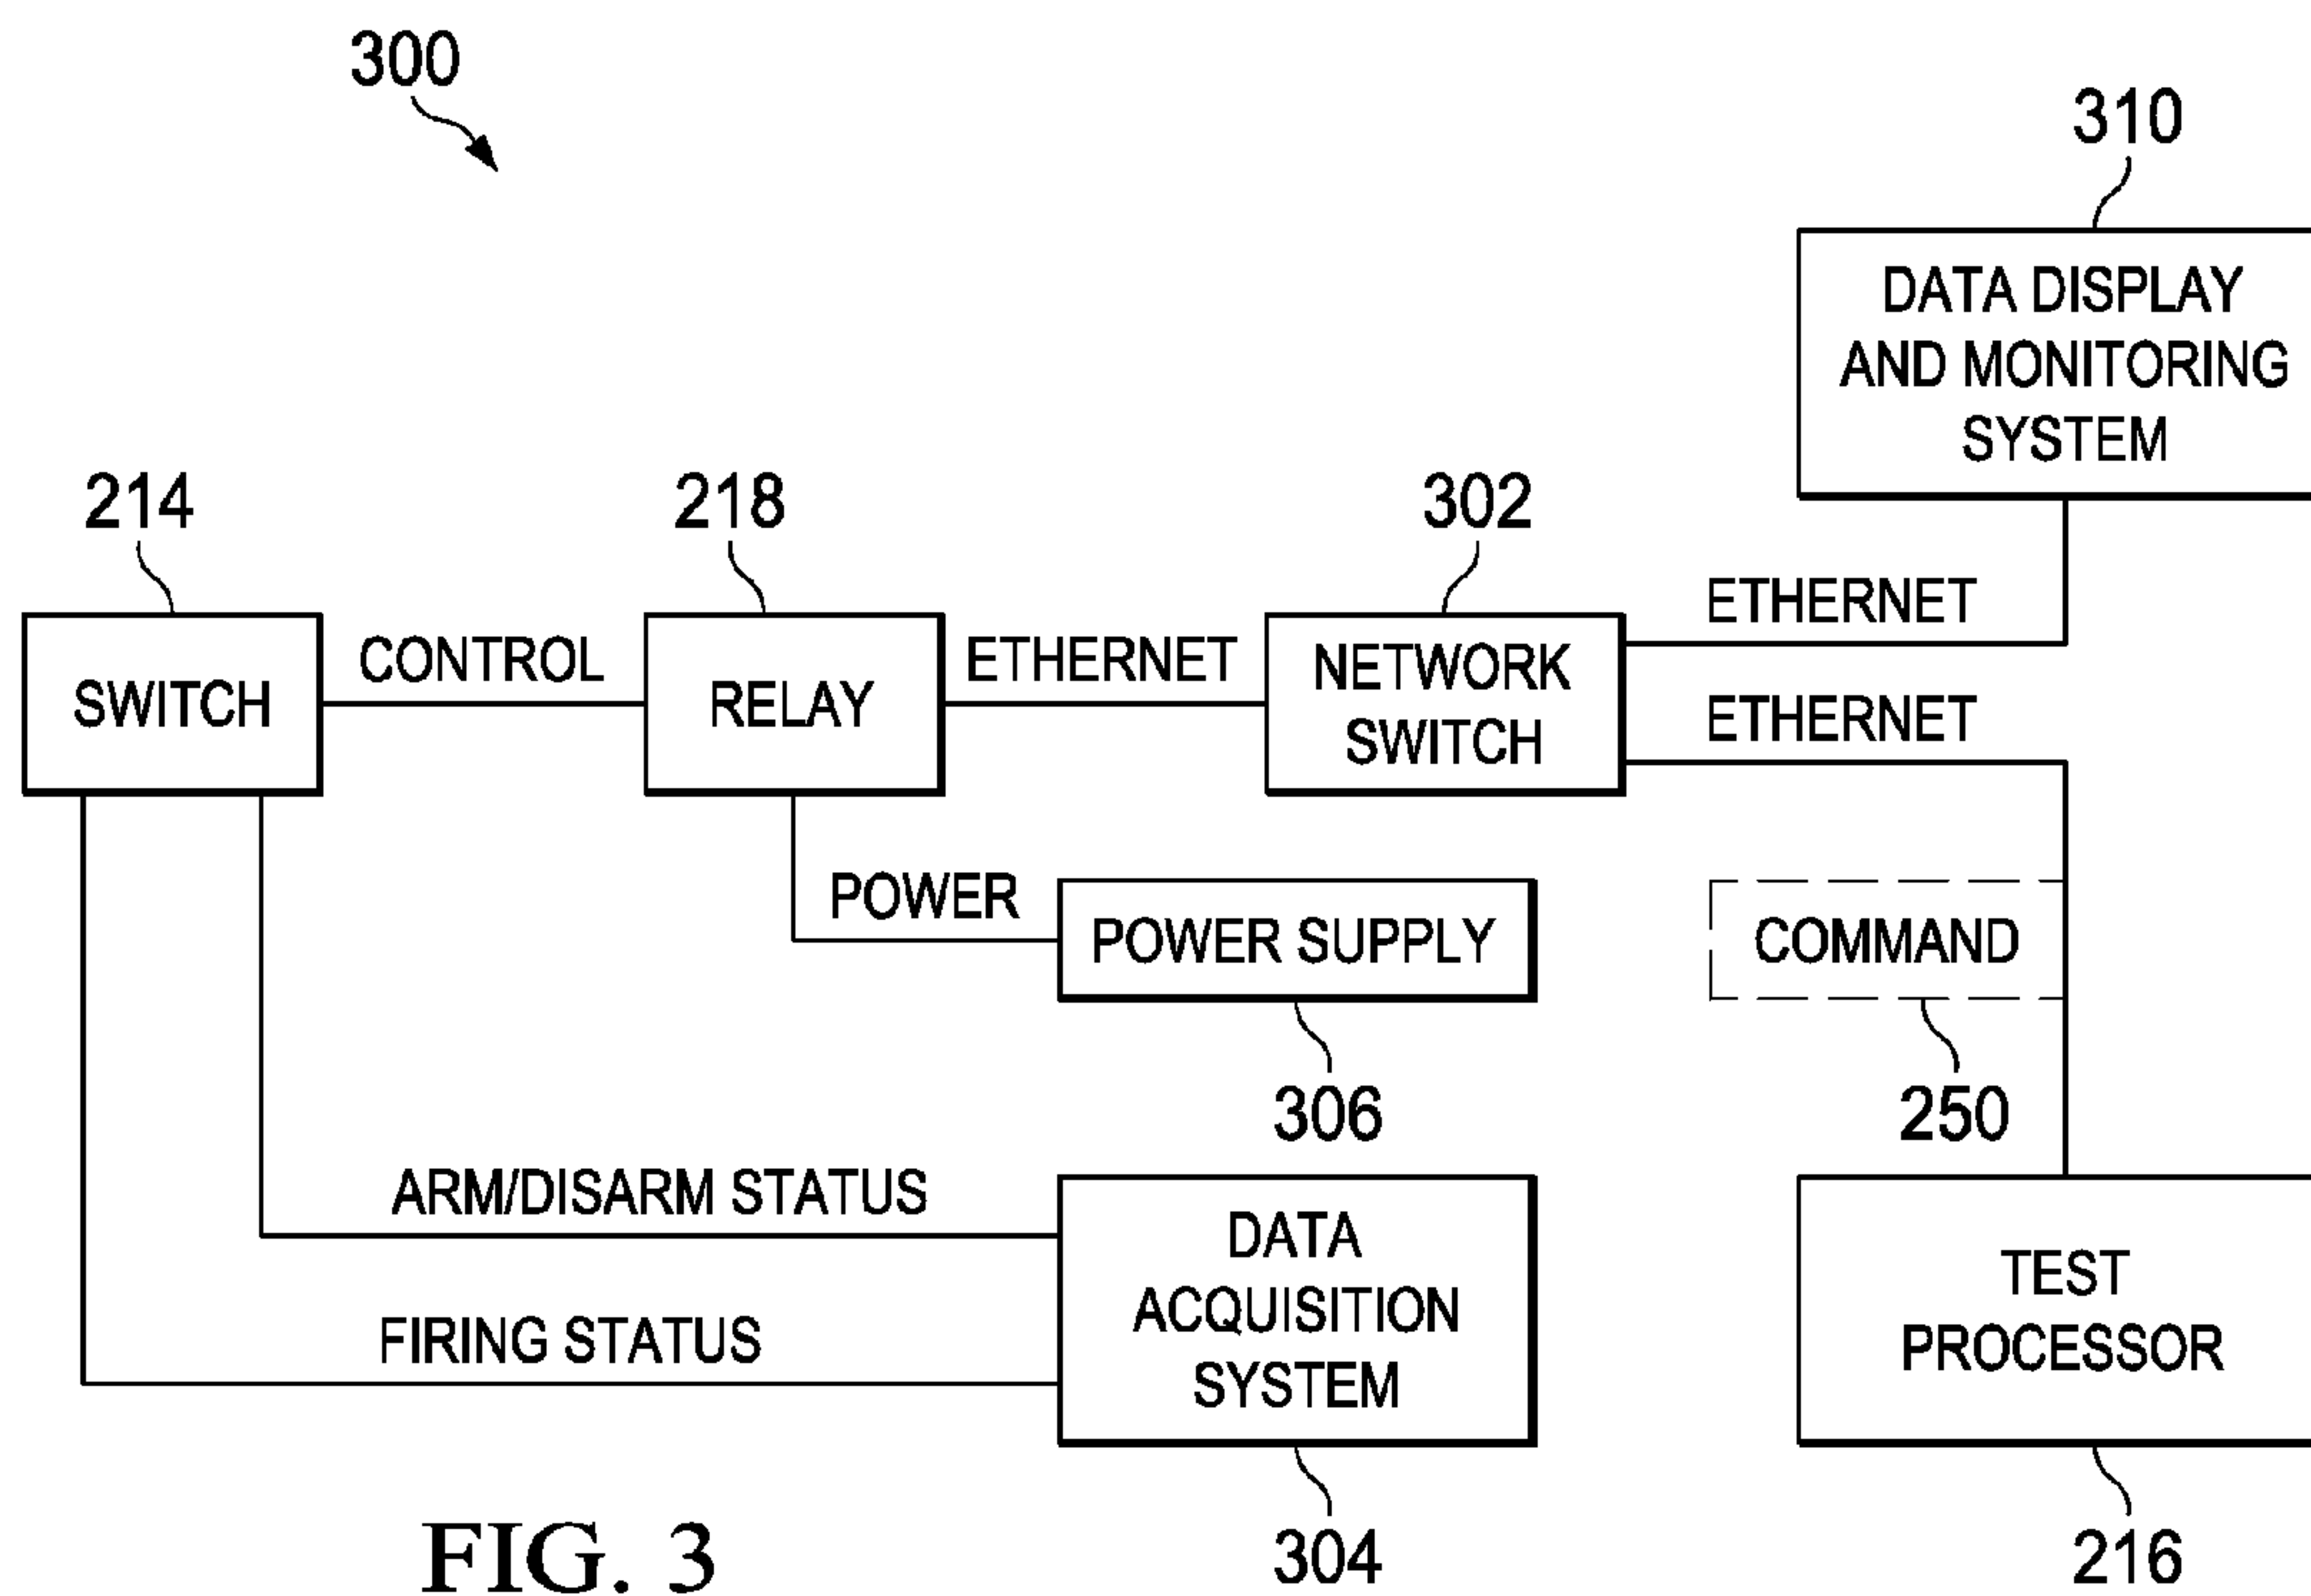 300
310
DATA DISPLAY
AND MONITORING
SYSTEM
214
218
302
SWITCH
CONTROL
RELAY
ETHERNET
NETWORK
SWITCH
ETHERNET
ETHERNET
POWER
POWER SUPPLY
306
COMMAND
250
ARM/DISARM STATUS
FIRING STATUS
DATA
ACQUISITION
SYSTEM
304
TEST
PROCESSOR
216
FIG. 3